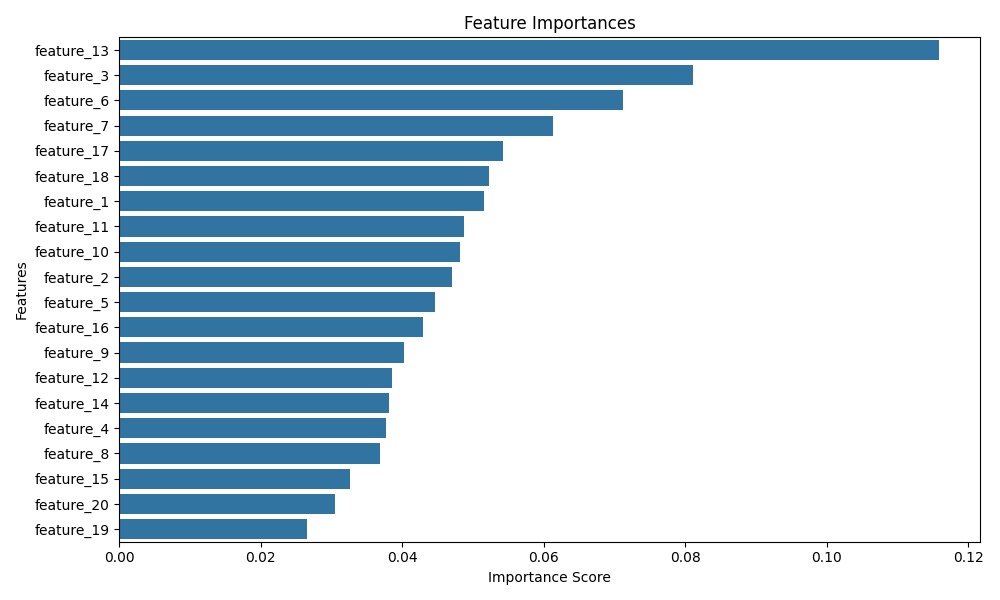 Feature Importances
feature_13
feature_3
feature_6
feature_7
feature_17
feature_18
feature_1
feature_11
feature_10
feature_2
feature_5
feature_16
feature_9
feature_12
feature_14
feature_4
feature_8
feature_15
feature_20
feature_19
Features
0.00 0.02 0.04 0.06 0.08 0.10 0.12
Importance Score